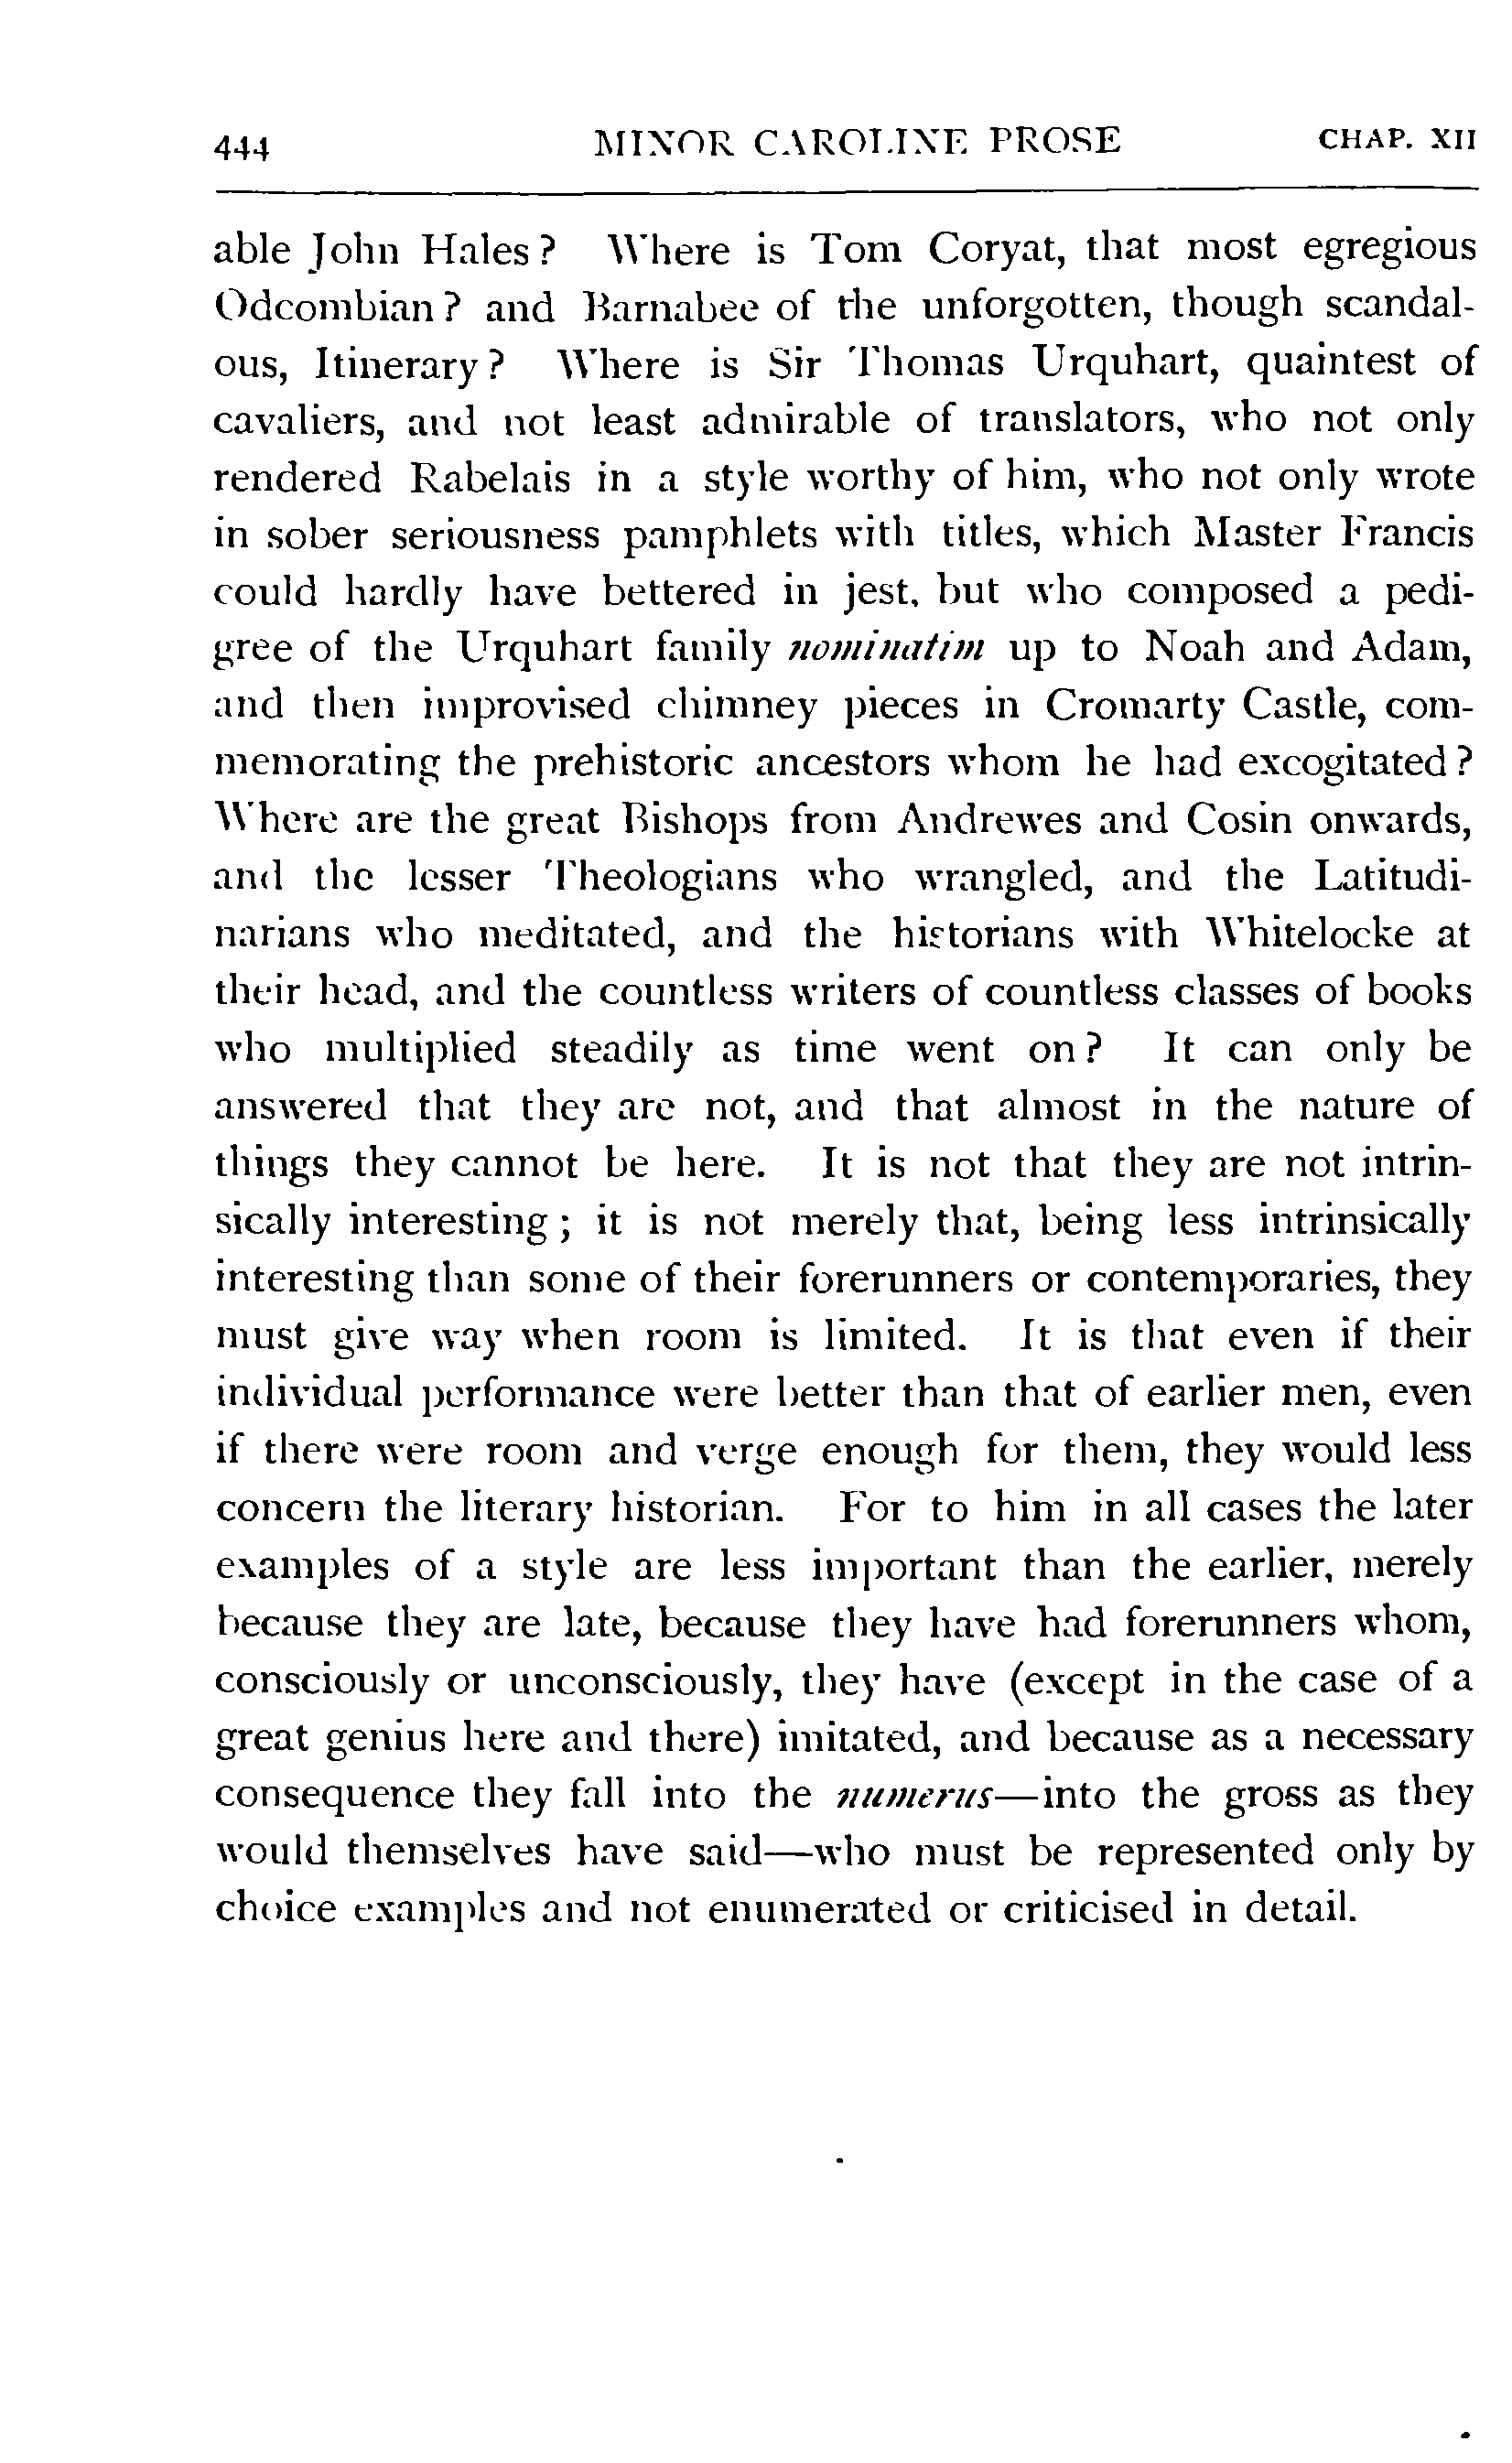 444 MINOR CAROLINE PROSE CHAP. XII
able John Hales? Where is Tom Coryat, that most egregious
Odcombian? and Barnabee of the unforgotten, though scandal-
ous, Itinerary? Where is Sir Thomas Urquhart, quaintest of
cavaliers, and not least admirable of translators, who not only
rendered Rabelais in a style worthy of him, who not only wrote
in sober seriousness pamphlets with titles, which Master Francis
could hardly have bettered in jest, but who composed a pedi-
gree of the Urquhart family nominatim up to Noah and Adam,
and then improvised chimney pieces in Cromarty Castle, com-
memorating the prehistoric ancestors whom he had excogitated?
Where are the great Bishops from Andrewes and Cosin onwards,
and the lesser Theologians who wrangled, and the Latitudi-
narians who meditated, and the historians with Whitelocke at
their head, and the countless writers of countless classes of books
who multiplied steadily as time went on? It can only be
answered that they are not, and that almost in the nature of
things they cannot be here. It is not that they are not intrin-
sically interesting; it is not merely that, being less intrinsically
interesting than some of their forerunners or contemporaries, they
must give way when room is limited. It is that even if their
individual performance were better than that of earlier men, even
if there were room and verge enough for them, they would less
concern the literary historian. For to him in all cases the later
examples of a style are less important than the earlier, merely
because they are late, because they have had forerunners whom,
consciously or unconsciously, they have (except in the case of a
great genius here and there) imitated, and because as a necessary
consequence they fall into the numerus—into the gross as they
would themselves have said—who must be represented only by
choice examples and not enumerated or criticised in detail.